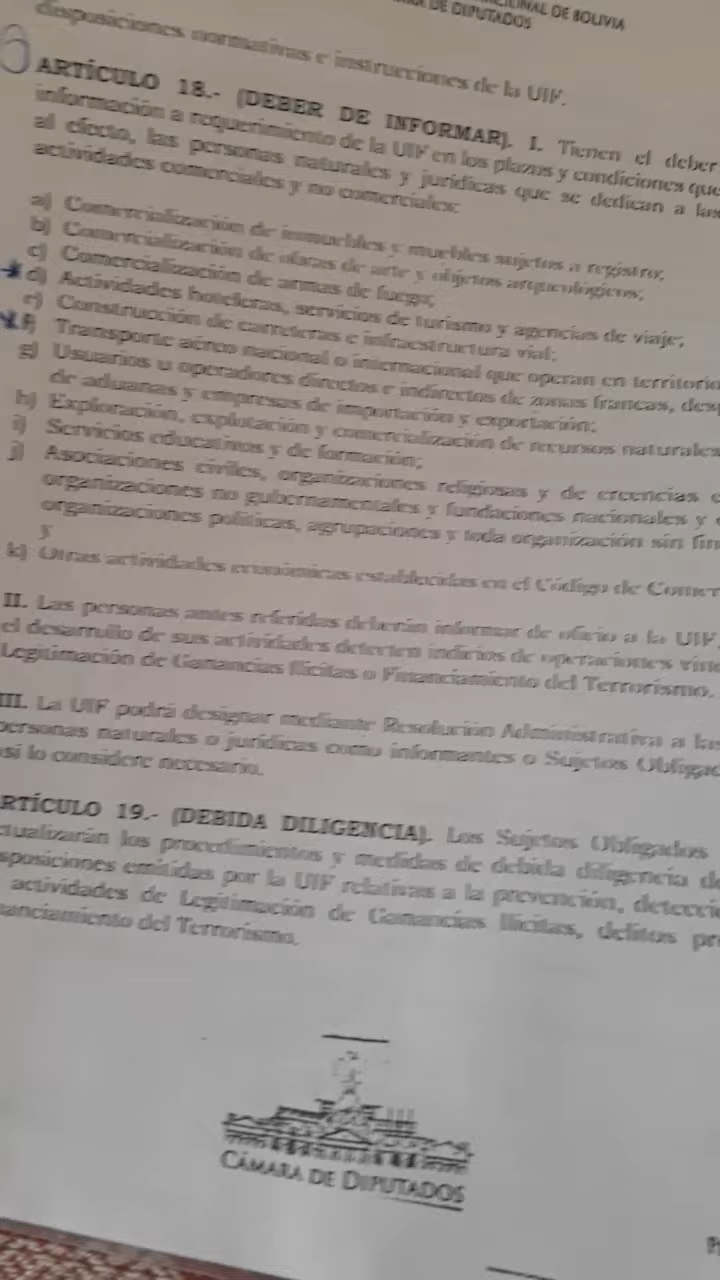 CIONAL DE BOLIVIA
DE DIPUTADOS
disposiciones normativas e instrucciones de la UIF.
ARTÍCULO 18.- (DEBER DE INFORMAR). I. Tienen el deber
información a requerimiento de la UIF en los plazos y condiciones que
al efecto, las personas naturales y jurídicas que se dedican a las
actividades comerciales y no comerciales:
a) Comercialización de inmuebles y muebles sujetos a registro;
b) Comercialización de obras de arte y objetos arqueológicos;
c) Comercialización de armas de fuego;
d) Actividades hoteleras, servicios de turismo y agencias de viaje;
e) Construcción de carreteras e infraestructura vial;
f) Transporte aéreo nacional o internacional que operan en territorio
g) Usuarios u operadores directos e indirectos de zonas francas, desp
de aduanas y empresas de importación y exportación;
h) Exploración, explotación y comercialización de recursos naturales
i) Servicios educativos y de formación;
j) Asociaciones civiles, organizaciones religiosas y de creencias e
organizaciones no gubernamentales y fundaciones nacionales y
organizaciones políticas, agrupaciones y toda organización sin fin
y
k) Otras actividades económicas establecidas en el Código de Comer
II. Las personas antes referidas deberán informar de oficio a la UIF,
el desarrollo de sus actividades detecten indicios de operaciones vinc
Legitimación de Ganancias Ilícitas o Financiamiento del Terrorismo.
III. La UIF podrá designar mediante Resolución Administrativa a las
personas naturales o jurídicas como informantes o Sujetos Obligad
así lo considere necesario.
RTÍCULO 19.- (DEBIDA DILIGENCIA). Los Sujetos Obligados
ctualizarán los procedimientos y medidas de debida diligencia de
sposiciones emitidas por la UIF relativas a la prevención, detecció
actividades de Legitimación de Ganancias Ilícitas, delitos pre
nanciamiento del Terrorismo.
CÁMARA DE DIPUTADOS